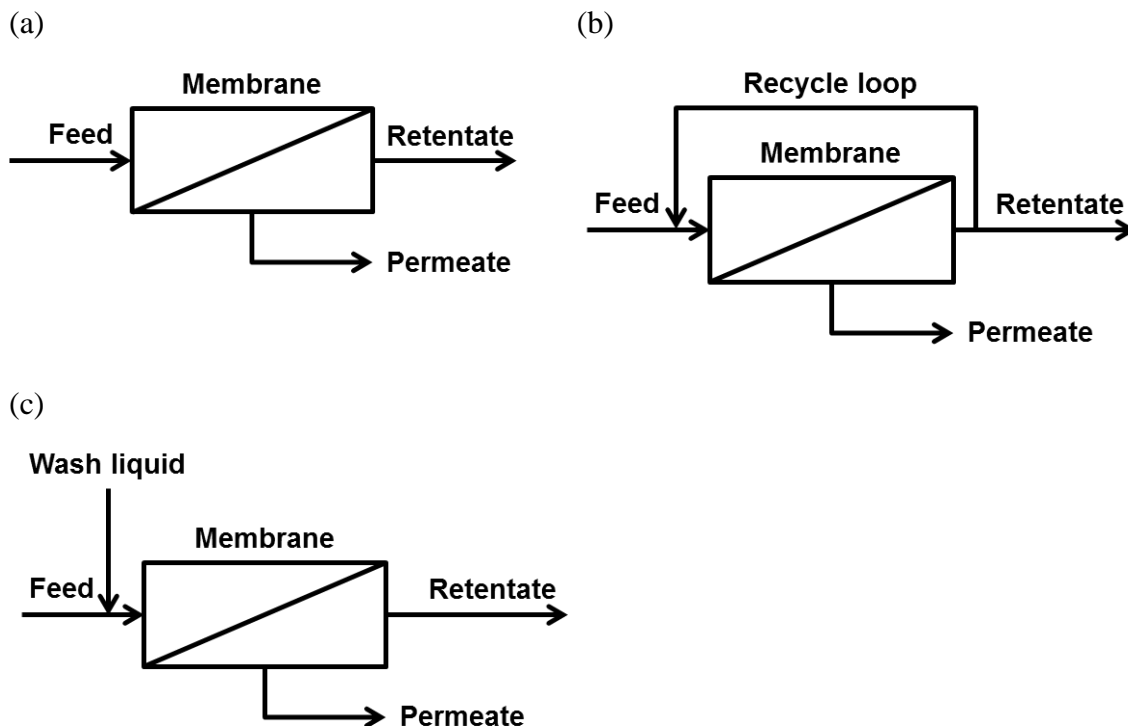 (a)
Membrane
Feed
Retentate
Permeate
(b)
Recycle loop
Membrane
Feed
Retentate
Permeate
(c)
Wash liquid
Membrane
Feed
Retentate
Permeate